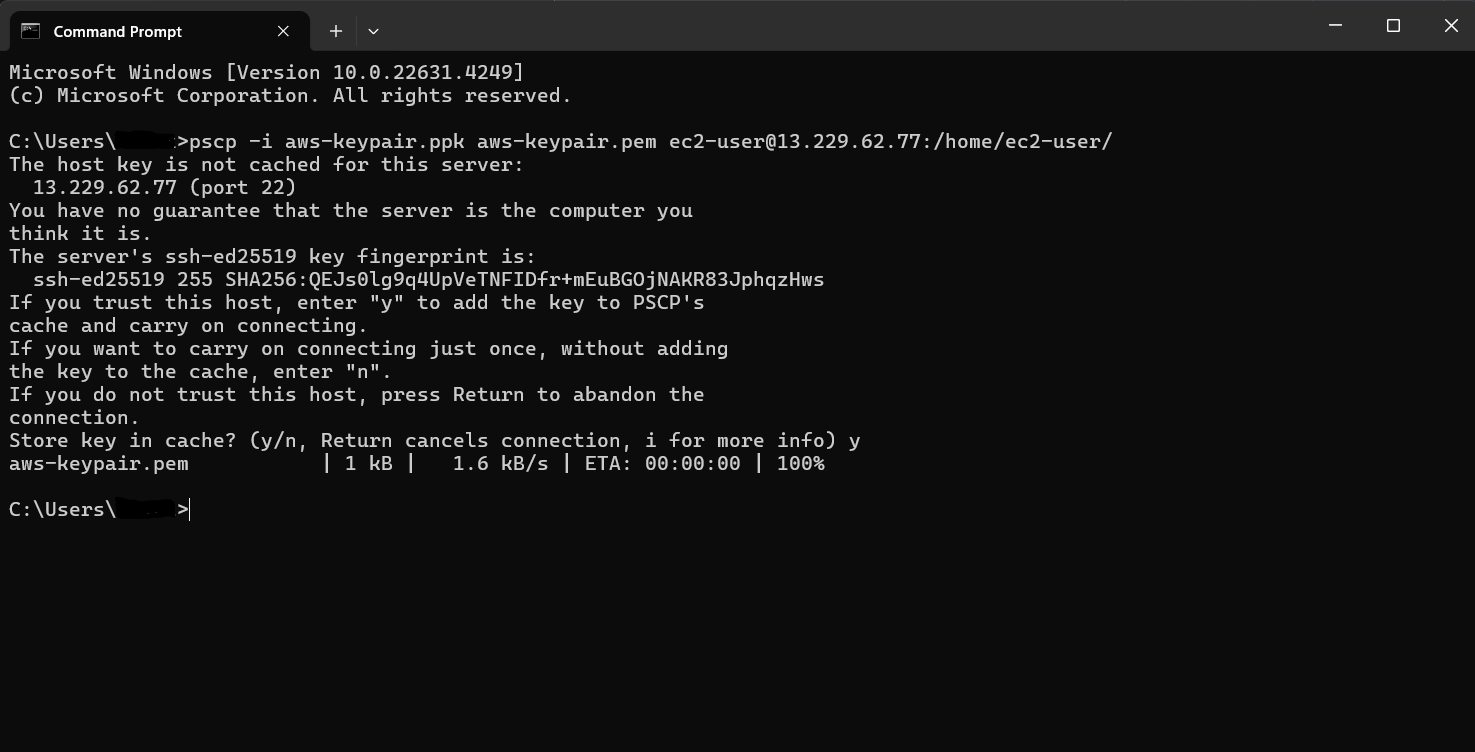 Command Prompt
Microsoft Windows [Version 10.0.22631.4249]
(c) Microsoft Corporation. All rights reserved.
C:\Users\ >pscp -i aws-keypair.ppk aws-keypair.pem ec2-user@13.229.62.77:/home/ec2-user/
The host key is not cached for this server:
13.229.62.77 (port 22)
You have no guarantee that the server is the computer you
think it is.
The server's ssh-ed25519 key fingerprint is:
ssh-ed25519 255 SHA256:QEJs0lg9q4UpVeTNFIDfr+mEuBGOjNAKR83JphqzHws
If you trust this host, enter "y" to add the key to PSCP's
cache and carry on connecting.
If you want to carry on connecting just once, without adding
the key to the cache, enter "n".
If you do not trust this host, press Return to abandon the
connection.
Store key in cache? (y/n, Return cancels connection, i for more info) y
aws-keypair.pem | 1 kB | 1.6 kB/s | ETA: 00:00:00 | 100%
C:\Users\ >